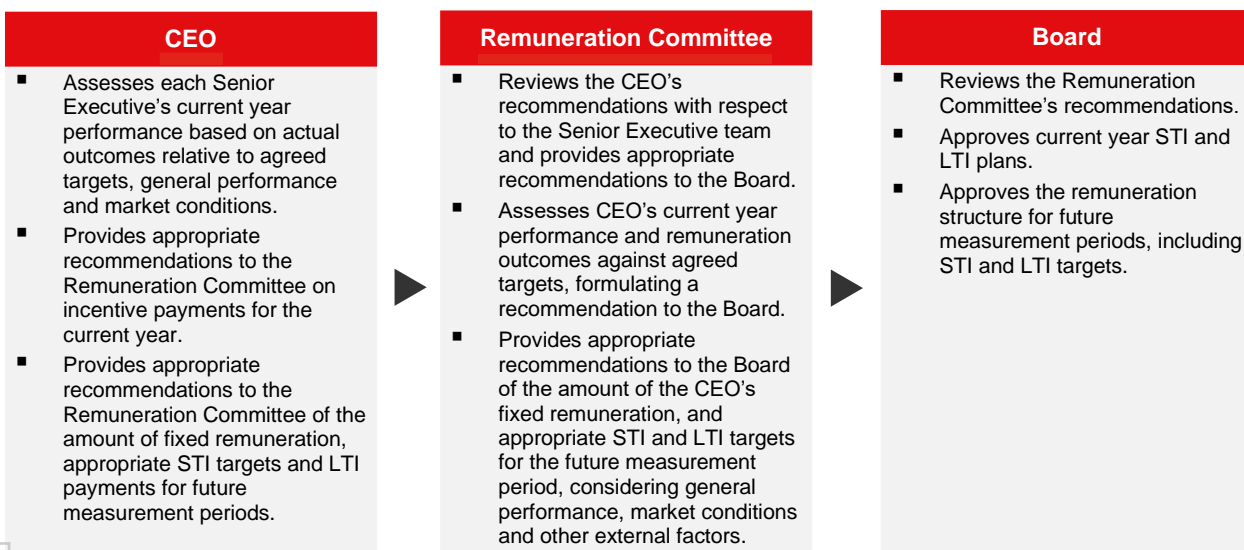 CEO
▪ Assesses each Senior
Executive's current year
performance based on actual
outcomes relative to agreed
targets, general performance
and market conditions.
▪ Provides appropriate
recommendations to the
Remuneration Committee on
incentive payments for the
current year.
▪ Provides appropriate
recommendations to the
Remuneration Committee of the
amount of fixed remuneration,
appropriate STI targets and LTI
payments for future
measurement periods.
Remuneration Committee
▪ Reviews the CEO's
recommendations with respect
to the Senior Executive team
and provides appropriate
recommendations to the Board.
▪ Assesses CEO's current year
performance and remuneration
outcomes against agreed
targets, formulating a
recommendation to the Board.
▪ Provides appropriate
recommendations to the Board
of the amount of the CEO's
fixed remuneration, and
appropriate STI and LTI targets
for the future measurement
period, considering general
performance, market conditions
and other external factors.
Board
▪ Reviews the Remuneration
Committee's recommendations.
▪ Approves current year STI and
LTI plans.
▪ Approves the remuneration
structure for future
measurement periods, including
STI and LTI targets.